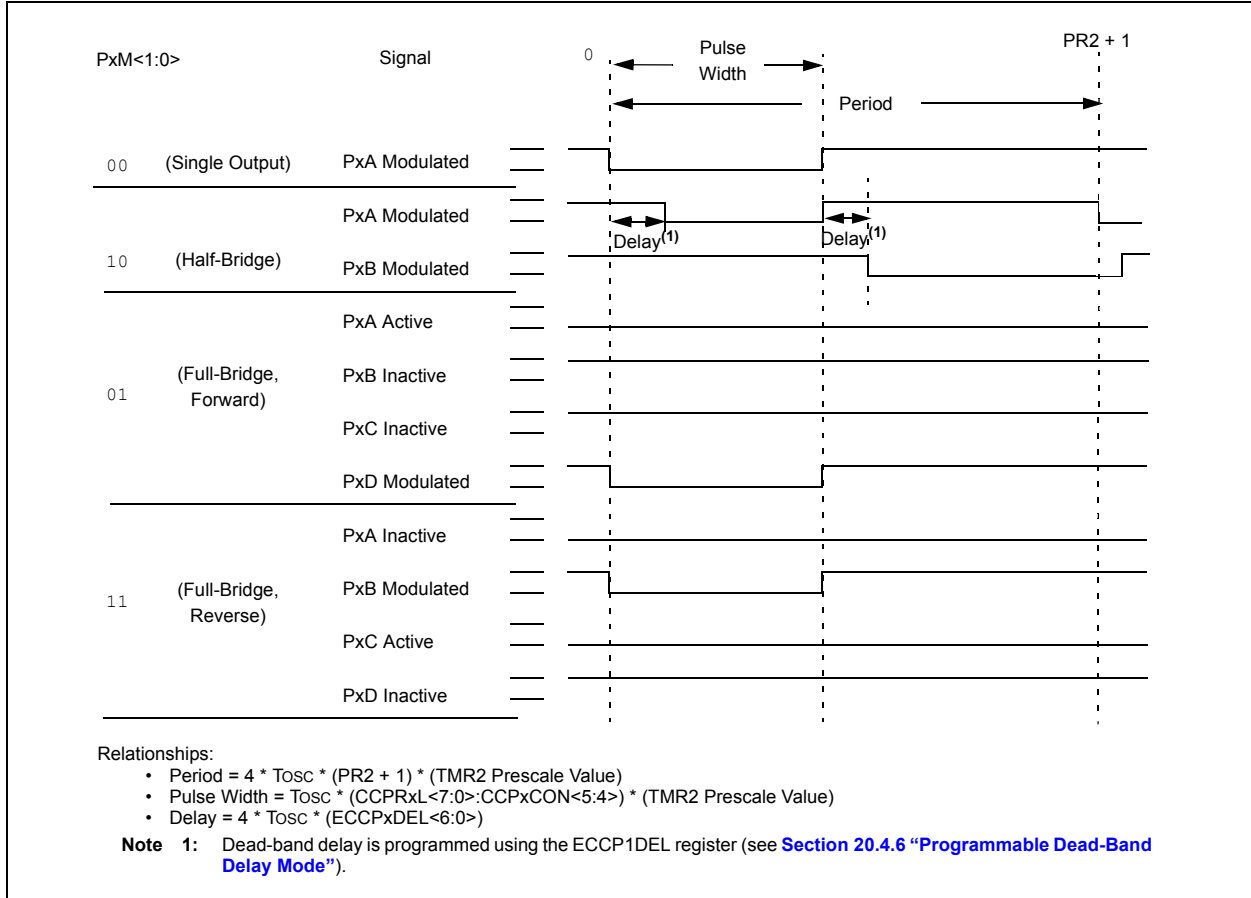 PxM<1:0>
Signal
0
Pulse
Width
PR2 + 1
Period
00 (Single Output) PxA Modulated
PxA Modulated
Delay(1) Delay(1)
10 (Half-Bridge) PxB Modulated
PxA Active
01 (Full-Bridge,
Forward)
PxB Inactive
PxC Inactive
PxD Modulated
PxA Inactive
11 (Full-Bridge,
Reverse)
PxB Modulated
PxC Active
PxD Inactive
Relationships:
• Period = 4 * TOSC * (PR2 + 1) * (TMR2 Prescale Value)
• Pulse Width = TOSC * (CCPRxL<7:0>:CCPxCON<5:4>) * (TMR2 Prescale Value)
• Delay = 4 * TOSC * (ECCPxDEL<6:0>)
Note 1: Dead-band delay is programmed using the ECCP1DEL register (see Section 20.4.6 “Programmable Dead-Band
Delay Mode”).